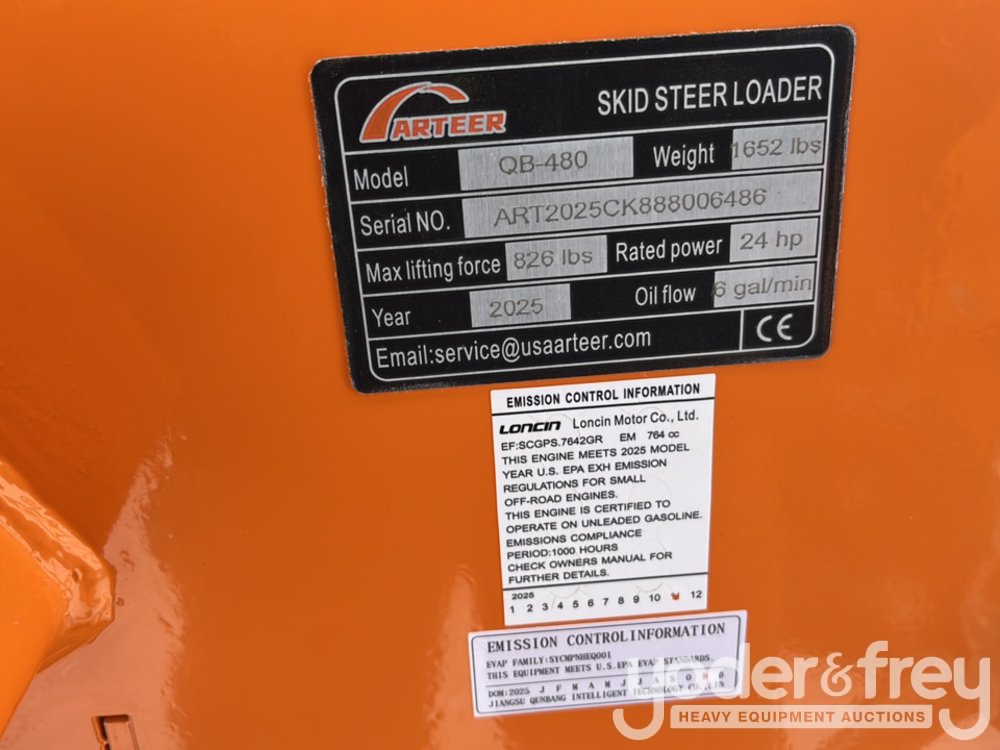 ARTEER SKID STEER LOADER
Model QB-480 Weight 1652 lbs
Serial NO. ART2025CK888006486
Max lifting force 826 lbs Rated power 24 hp
Year 2025 Oil flow 6 gal/min
Email:service@usaarteer.com CE
EMISSION CONTROL INFORMATION
LONCIN Loncin Motor Co., Ltd.
EF:SCGPS.7642GR EM 764 cc
THIS ENGINE MEETS 2025 MODEL
YEAR U.S. EPA EXH EMISSION
REGULATIONS FOR SMALL
OFF-ROAD ENGINES.
THIS ENGINE IS CERTIFIED TO
OPERATE ON UNLEADED GASOLINE.
EMISSIONS COMPLIANCE
PERIOD:1000 HOURS
CHECK OWNERS MANUAL FOR
FURTHER DETAILS.
2025
1 2 3 4 5 6 7 8 9 10 12
EMISSION CONTROLINFORMATION
EVAP FAMILY:SYCMPNHEQ001
THIS EQUIPMENT MEETS U.S.EPA EVAP STANDARDS.
DOM:2025 J F M A M J J A S O D
JIANGSU QUNBANG INTELLIGENT TECHNOLOGY CO.
yoder&frey
HEAVY EQUIPMENT AUCTIONS